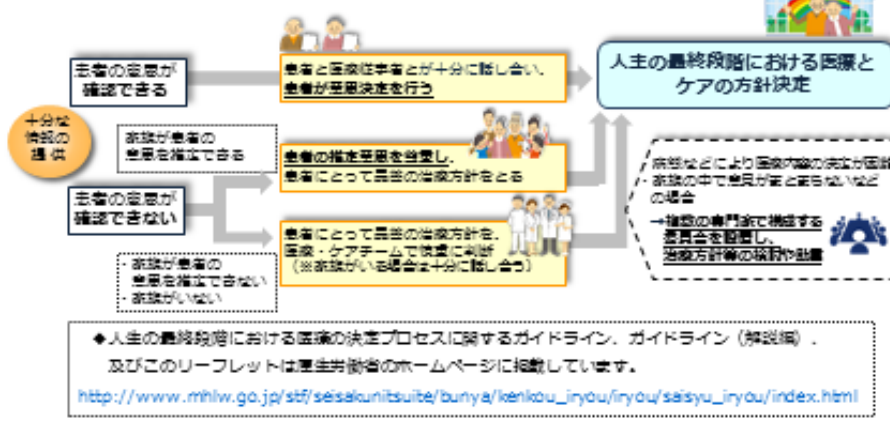 患者の意思が
確認できる
患者と医療従事者とが十分に話し合い、
患者が意思決定を行う
人生の最終段階における医療と
ケアの方針決定
十分な
情報の
提供
家族が患者の
意思を推定できる
患者の推定意思を尊重し、
患者にとって最善の治療方針をとる
患者の意思が
確認できない
患者にとって最善の治療方針を、
医療・ケアチームで慎重に判断
(※家族がいる場合は十分に話し合う)
・家族が患者の
意思を推定できない
・家族がいない
病態などにより医療内容の決定が困難
・家族の中で意見がまとまらないなど
の場合
→複数の専門家で構成する
委員会を設置し、
治療方針等の検討や助言
◆人生の最終段階における医療の決定プロセスに関するガイドライン、ガイドライン(解説編)、
及びこのリーフレットは厚生労働省のホームページに掲載しています。
http://www.mhlw.go.jp/stf/seisakunitsuite/bunya/kenkou_iryou/iryou/saisyu_iryou/index.html